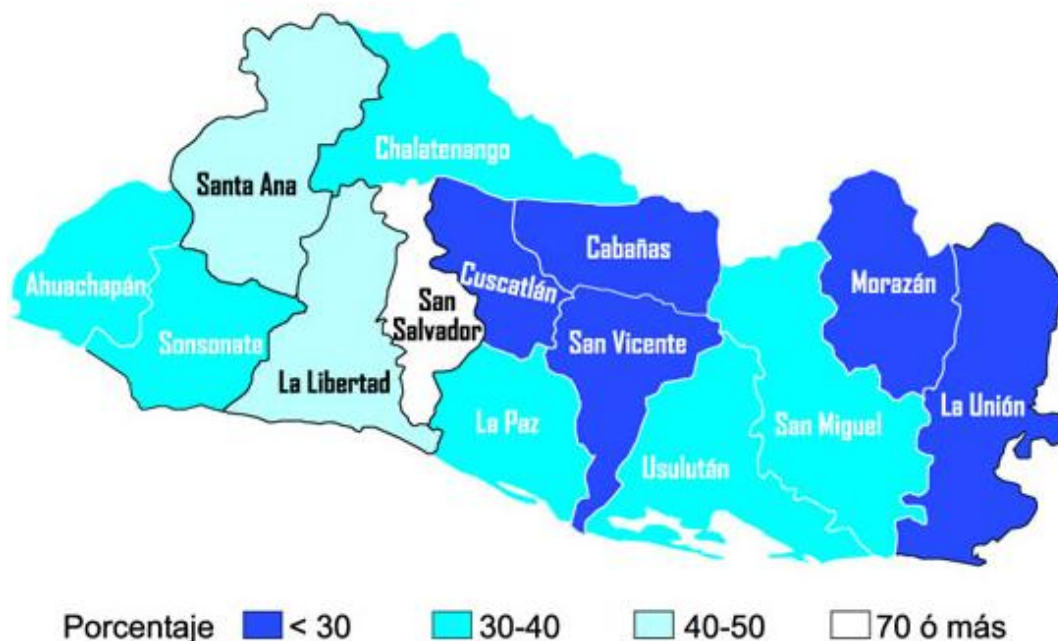 Chalatenango
Santa Ana
Cabañas
Ahuachapán
Cuscatlán
Morazán
Sonsonate
San
Salvador
San Vicente
La Libertad
La Paz
San Miguel
La Unión
Usulután
Porcentaje < 30 30-40 40-50 70 ó más